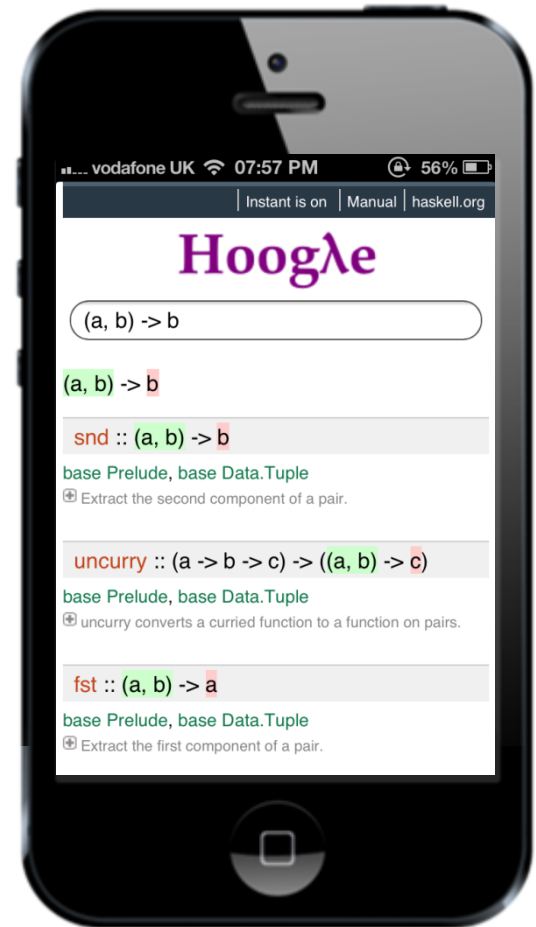 vodafone UK 07:57 PM 56%
Instant is on | Manual | haskell.org
Hoogλe
(a, b) -> b
(a, b) -> b
snd :: (a, b) -> b
base Prelude, base Data.Tuple
Extract the second component of a pair.
uncurry :: (a -> b -> c) -> ((a, b) -> c)
base Prelude, base Data.Tuple
uncurry converts a curried function to a function on pairs.
fst :: (a, b) -> a
base Prelude, base Data.Tuple
Extract the first component of a pair.